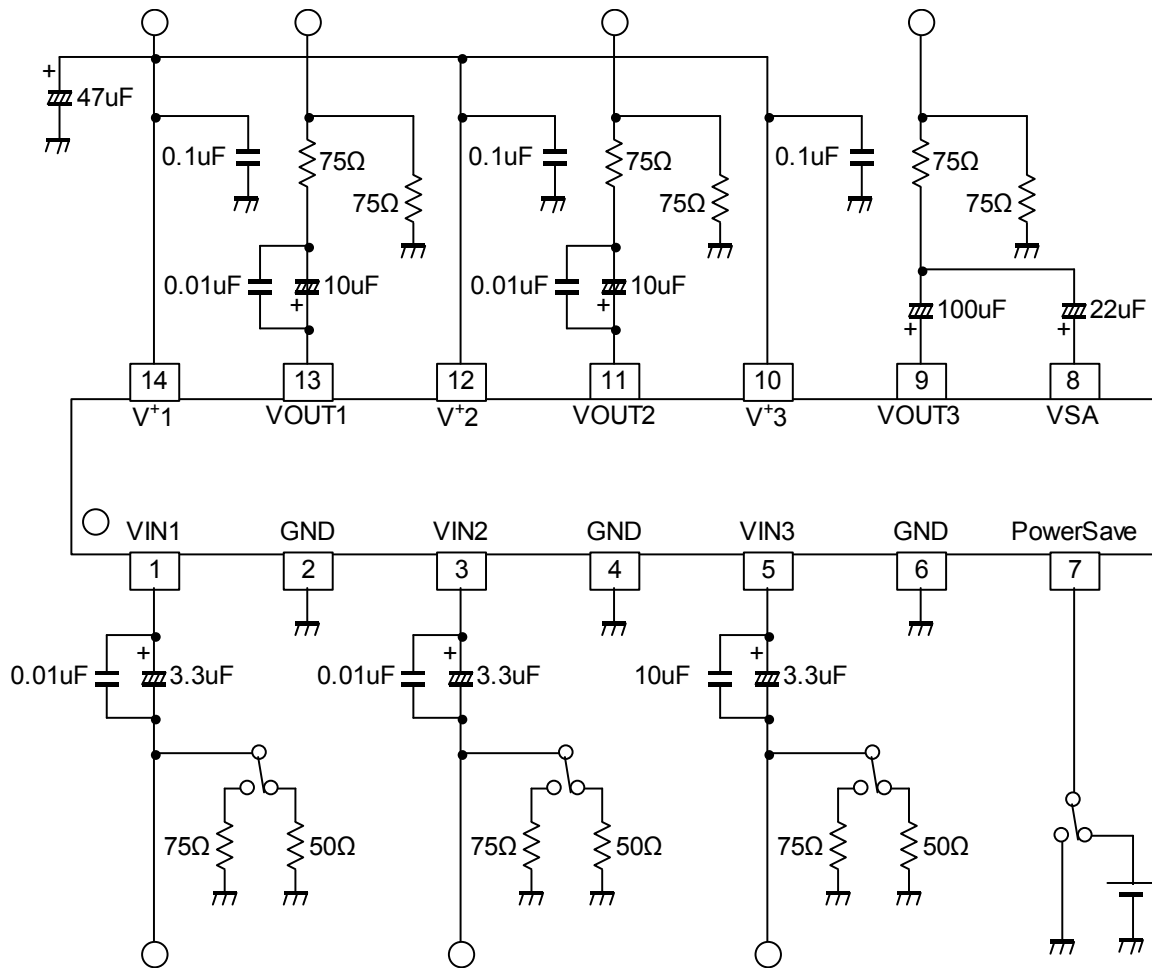 +
47uF
0.1uF 75Ω 0.1uF 75Ω 0.1uF 75Ω
75Ω 75Ω 75Ω
0.01uF 10uF 0.01uF 10uF 100uF 22uF
+ + + +
14 13 12 11 10 9 8
V+1 VOUT1 V+2 VOUT2 V+3 VOUT3 VSA
VIN1 GND VIN2 GND VIN3 GND PowerSave
1 2 3 4 5 6 7
+ + +
0.01uF 3.3uF 0.01uF 3.3uF 10uF 3.3uF
75Ω 50Ω 75Ω 50Ω 75Ω 50Ω